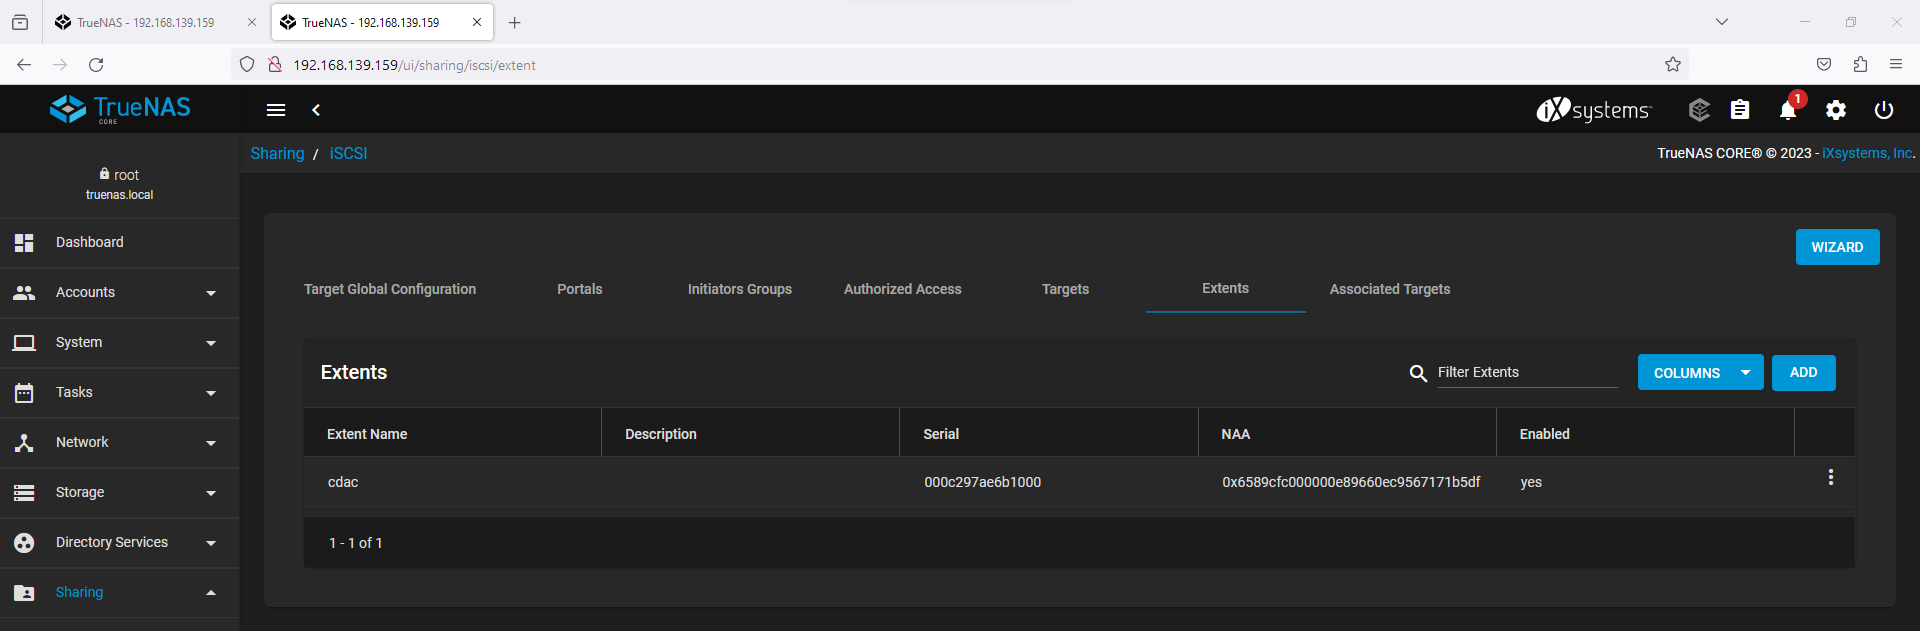 TrueNAS - 192.168.139.159
TrueNAS - 192.168.139.159
192.168.139.159/ui/sharing/iscsi/extent
TrueNAS
CORE
iXsystems
1
Sharing / iSCSI
TrueNAS CORE® © 2023 - iXsystems, Inc.
root
truenas.local
Dashboard
Accounts
System
Tasks
Network
Storage
Directory Services
Sharing
WIZARD
Target Global Configuration Portals Initiators Groups Authorized Access Targets Extents Associated Targets
Extents
Filter Extents
COLUMNS
ADD
Extent Name Description Serial NAA Enabled
cdac 000c297ae6b1000 0x6589cfc000000e89660ec9567171b5df yes
1 - 1 of 1